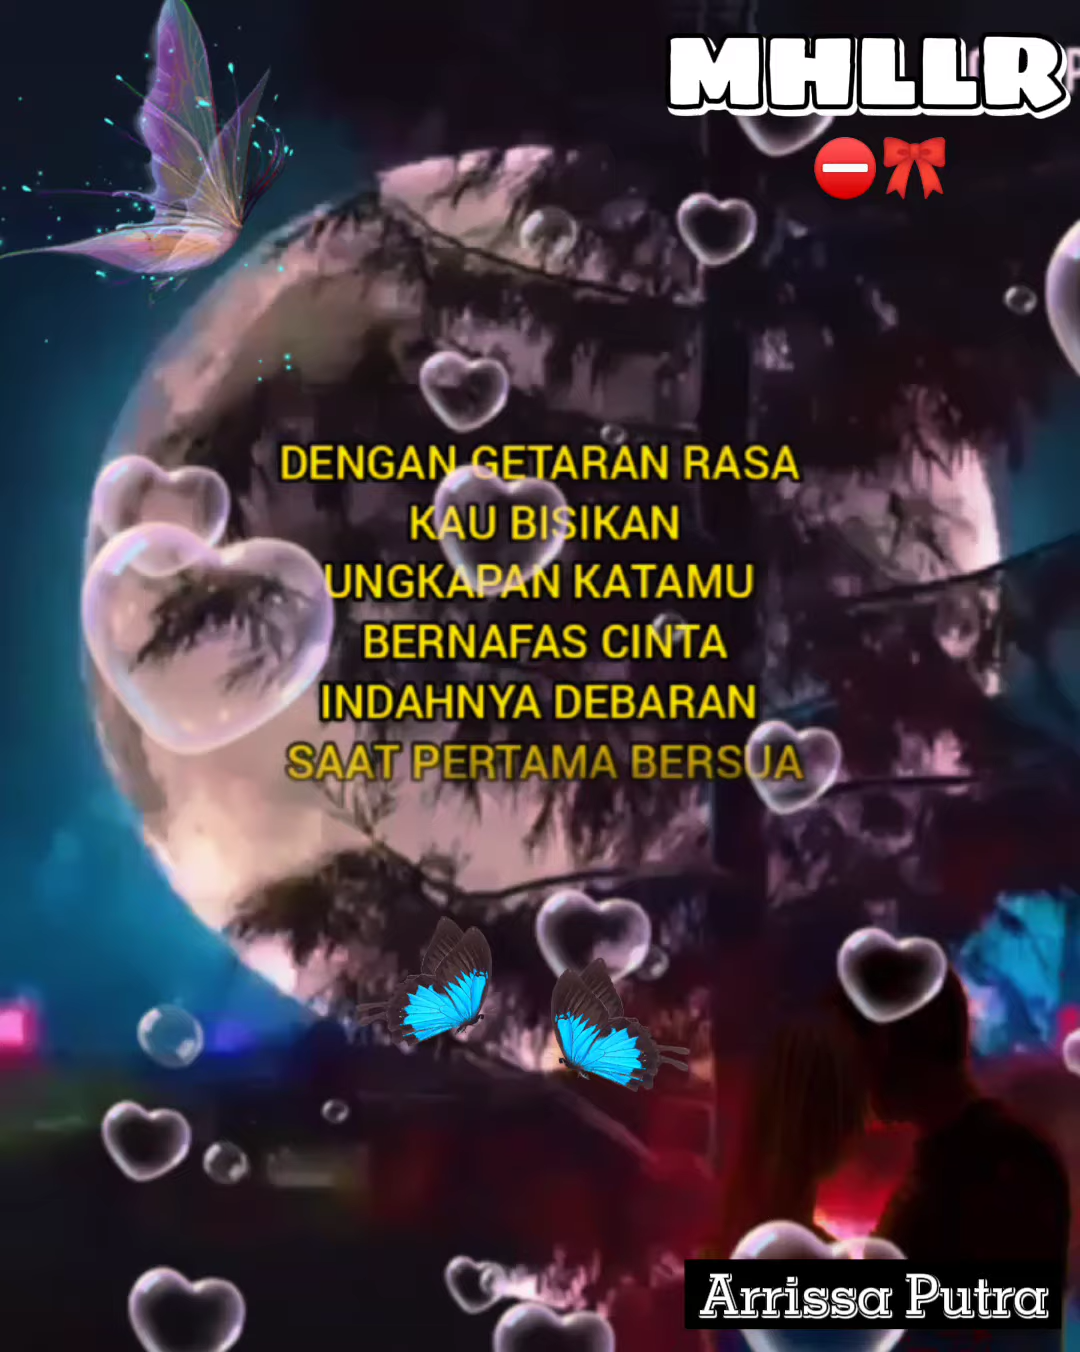 MHLLR
DENGAN GETARAN RASA
KAU BISIKAN
UNGKAPAN KATAMU
BERNAFAS CINTA
INDAHNYA DEBARAN
SAAT PERTAMA BERSUA
Arrissa Putra